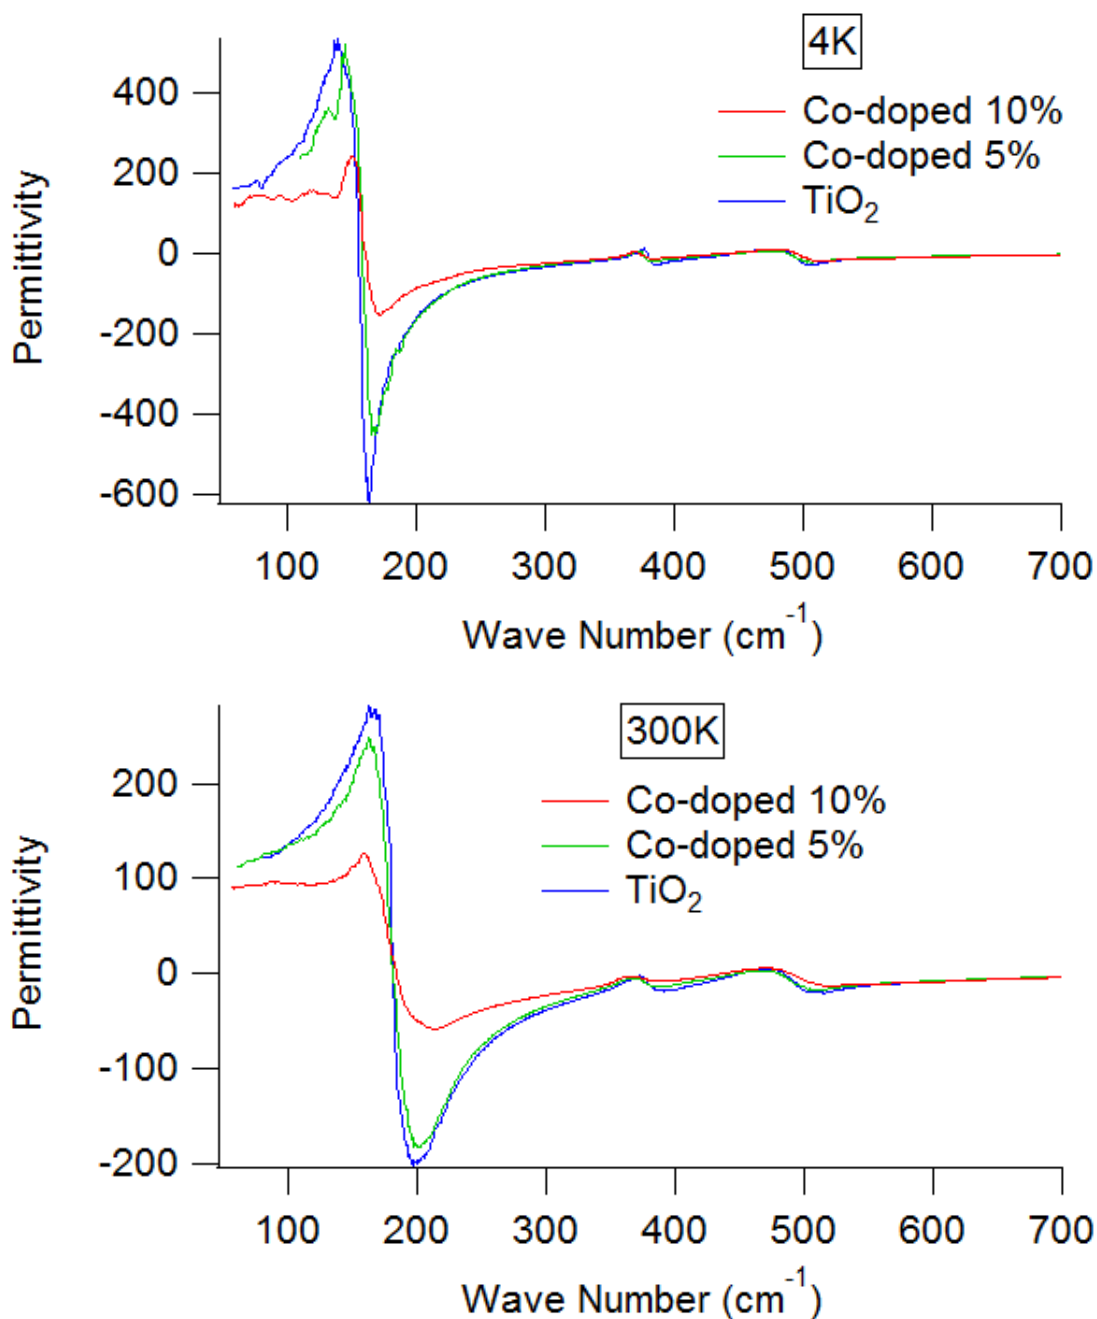 4K
Co-doped 10%
Co-doped 5%
TiO₂
400
200
0
-200
-400
-600
Permittivity
100 200 300 400 500 600 700
Wave Number (cm⁻¹)
300K
Co-doped 10%
Co-doped 5%
TiO₂
200
100
0
-100
-200
Permittivity
100 200 300 400 500 600 700
Wave Number (cm⁻¹)